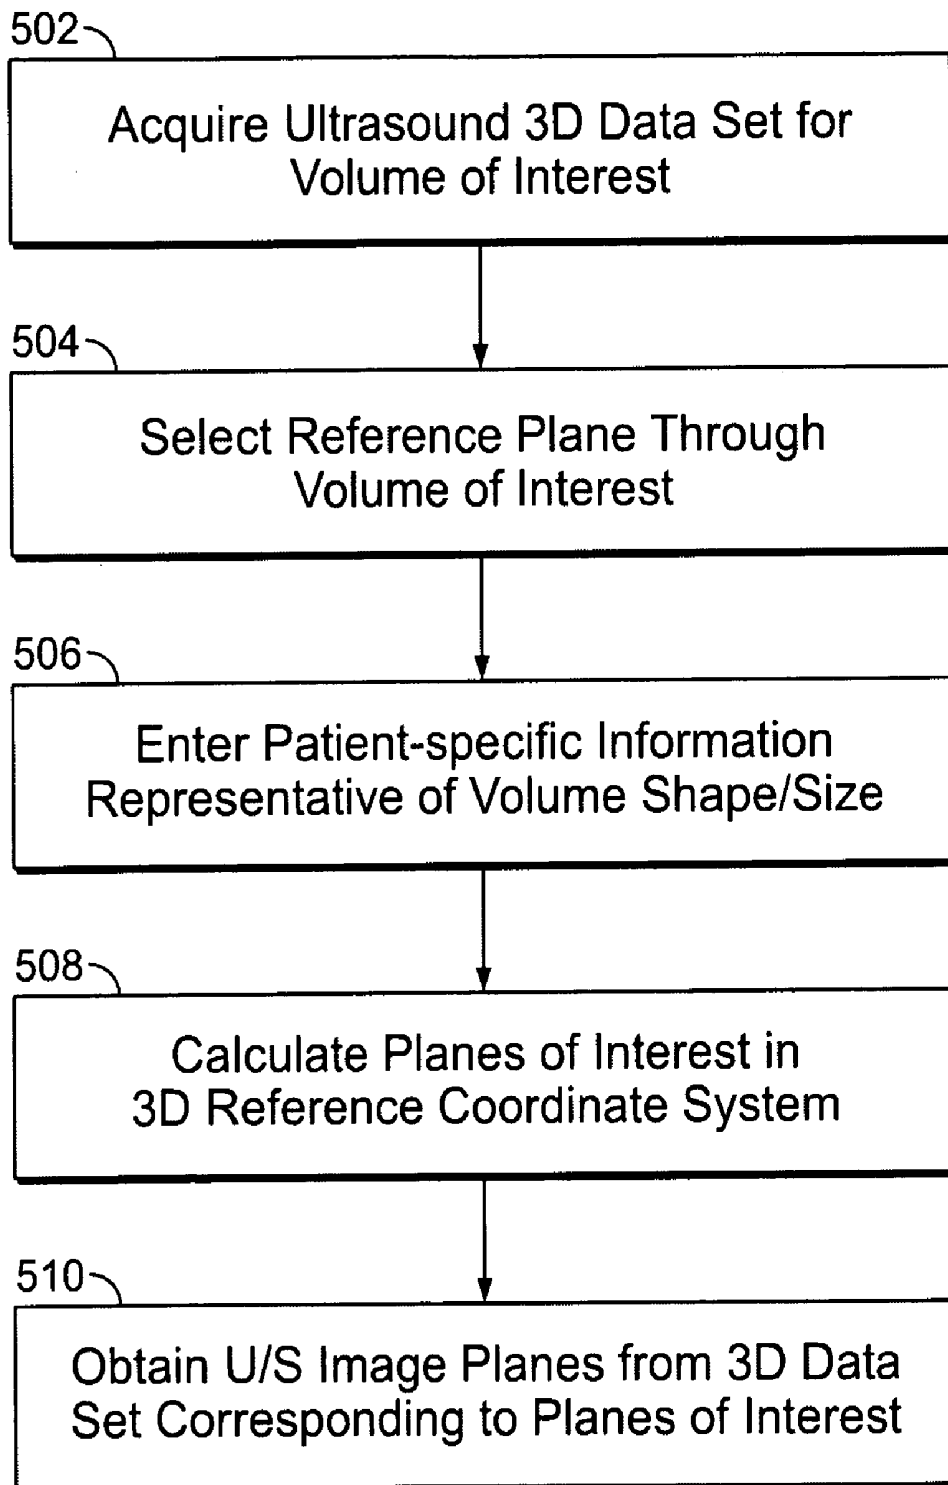 502
Acquire Ultrasound 3D Data Set for
Volume of Interest
504
Select Reference Plane Through
Volume of Interest
506
Enter Patient-specific Information
Representative of Volume Shape/Size
508
Calculate Planes of Interest in
3D Reference Coordinate System
510
Obtain U/S Image Planes from 3D Data
Set Corresponding to Planes of Interest